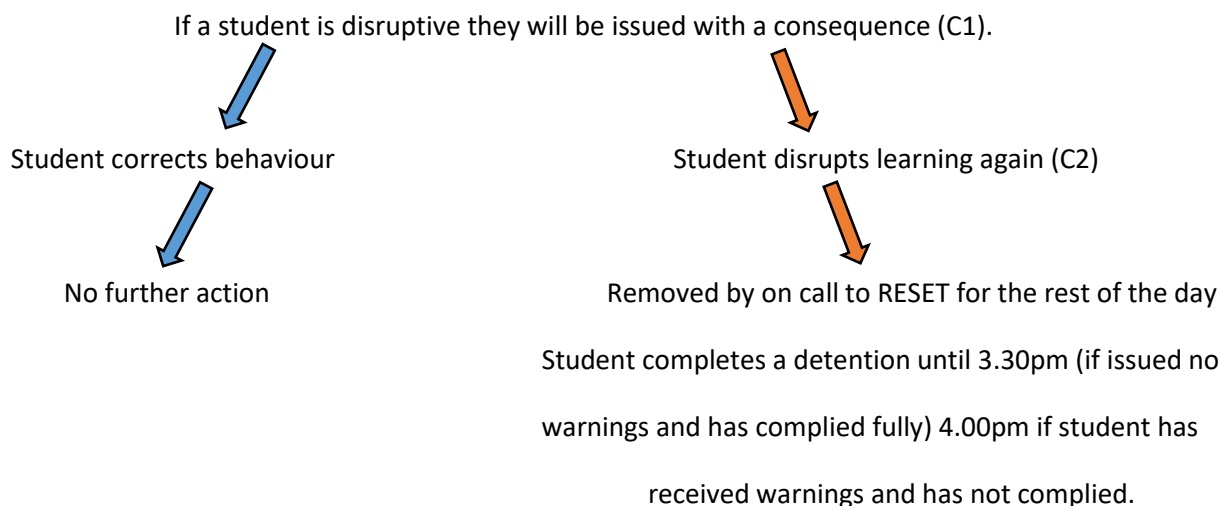 If a student is disruptive they will be issued with a consequence (C1).
Student corrects behaviour
Student disrupts learning again (C2)
No further action
Removed by on call to RESET for the rest of the day
Student completes a detention until 3.30pm (if issued no
warnings and has complied fully) 4.00pm if student has
received warnings and has not complied.